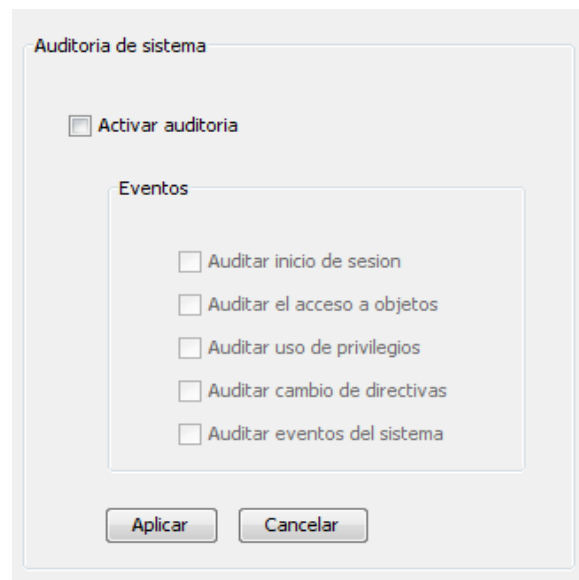 Auditoria de sistema
Activar auditoria
Eventos
Auditar inicio de sesion
Auditar el acceso a objetos
Auditar uso de privilegios
Auditar cambio de directivas
Auditar eventos del sistema
Aplicar Cancelar